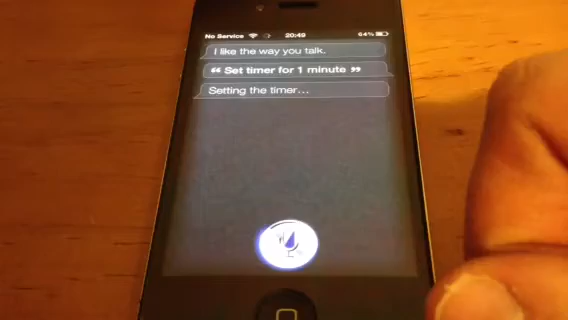 No Service 20:49 64%
I like the way you talk.
“ Set timer for 1 minute ”
Setting the timer...